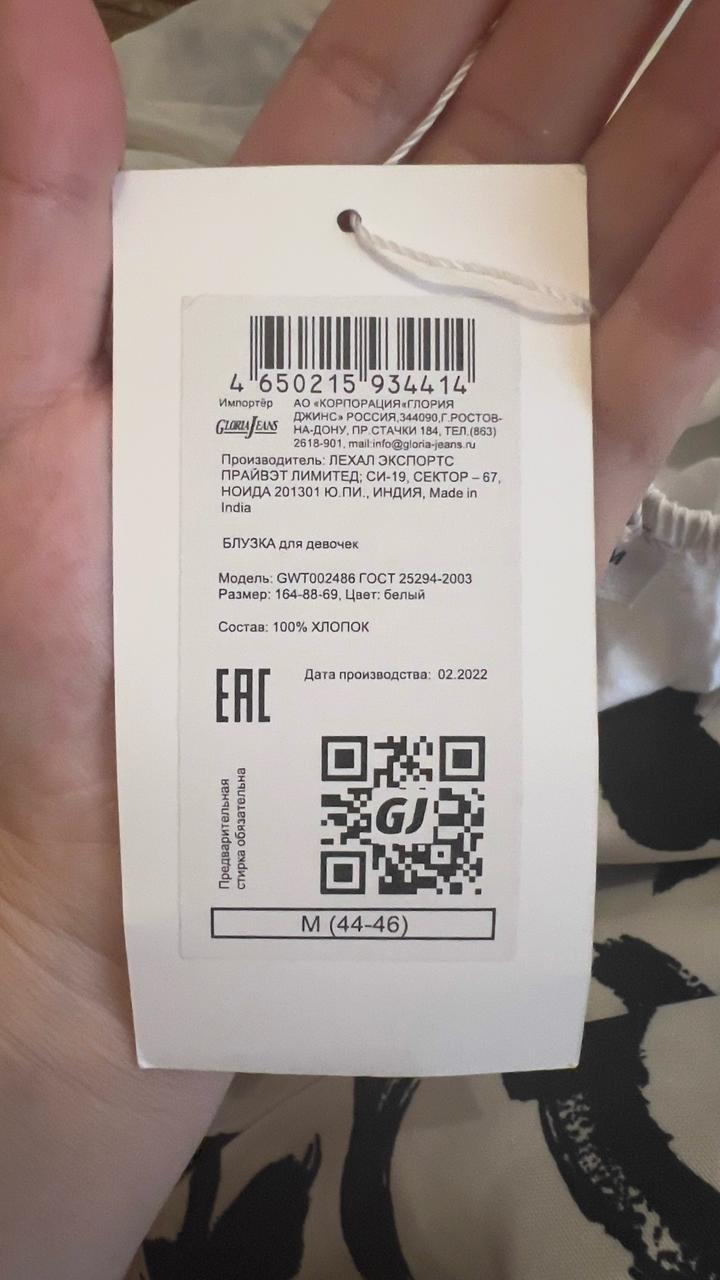 4 650215 934414
Импортёр
GLORIA JEANS
АО «КОРПОРАЦИЯ«ГЛОРИЯ
ДЖИНС» РОССИЯ,344090,Г.РОСТОВ-
НА-ДОНУ, ПР.СТАЧКИ 184, ТЕЛ.(863)
2618-901, mail:info@gloria-jeans.ru
Производитель: ЛЕХАЛ ЭКСПОРТС
ПРАЙВЭТ ЛИМИТЕД; СИ-19, СЕКТОР – 67,
НОИДА 201301 Ю.ПИ., ИНДИЯ, Made in
India
БЛУЗКА для девочек
Модель: GWT002486 ГОСТ 25294-2003
Размер: 164-88-69, Цвет: белый
Состав: 100% ХЛОПОК
EAC
Дата производства: 02.2022
Предварительная
стирка обязательна
GJ
M (44-46)